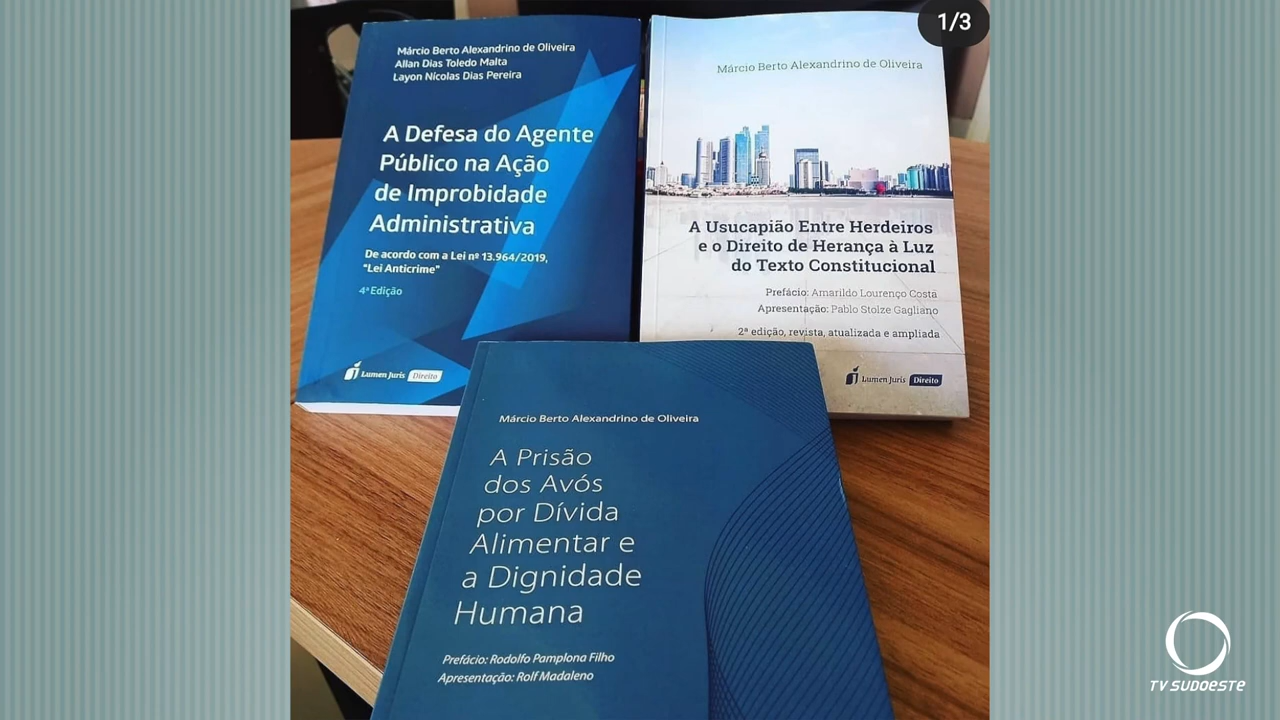 1/3
Márcio Berto Alexandrino de Oliveira
Allan Dias Toledo Malta
Layon Nícolas Dias Pereira
A Defesa do Agente
Público na Ação
de Improbidade
Administrativa
De acordo com a Lei nº 13.964/2019,
"Lei Anticrime"
4ª Edição
Lumen Juris Direito
Márcio Berto Alexandrino de Oliveira
A Usucapião Entre Herdeiros
e o Direito de Herança à Luz
do Texto Constitucional
Prefácio: Amarildo Lourenço Costa
Apresentação: Pablo Stolze Gagliano
2ª edição, revista, atualizada e ampliada
Lumen Juris Direito
Márcio Berto Alexandrino de Oliveira
A Prisão
dos Avós
por Dívida
Alimentar e
a Dignidade
Humana
Prefácio: Rodolfo Pamplona Filho
Apresentação: Rolf Madaleno
TV SUDOESTE